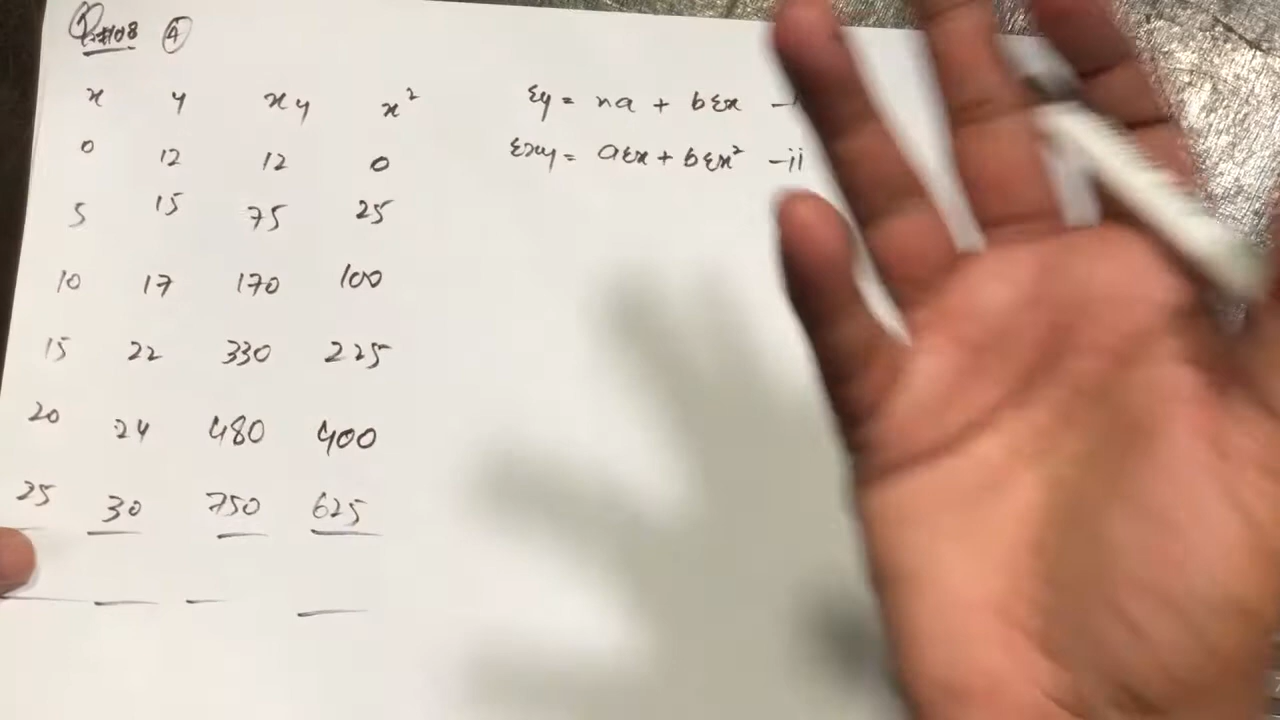 Q.#08 A
x y xy x²
0 12 12 0
5 15 75 25
10 17 170 100
15 22 330 225
20 24 480 400
25 30 750 625
Σy = na + bΣx
Σxy = aΣx + bΣx² -ii